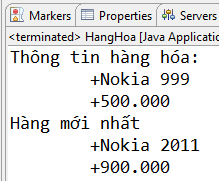 Markers Properties Servers
<terminated> HangHoa [Java Applicatio
Thông tin hàng hóa:
+Nokia 999
+500.000
Hàng mới nhất
+Nokia 2011
+900.000